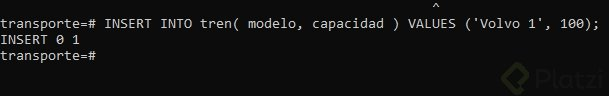 ^
transporte=# INSERT INTO tren( modelo, capacidad ) VALUES ('Volvo 1', 100);
INSERT 0 1
transporte=#
Platzi